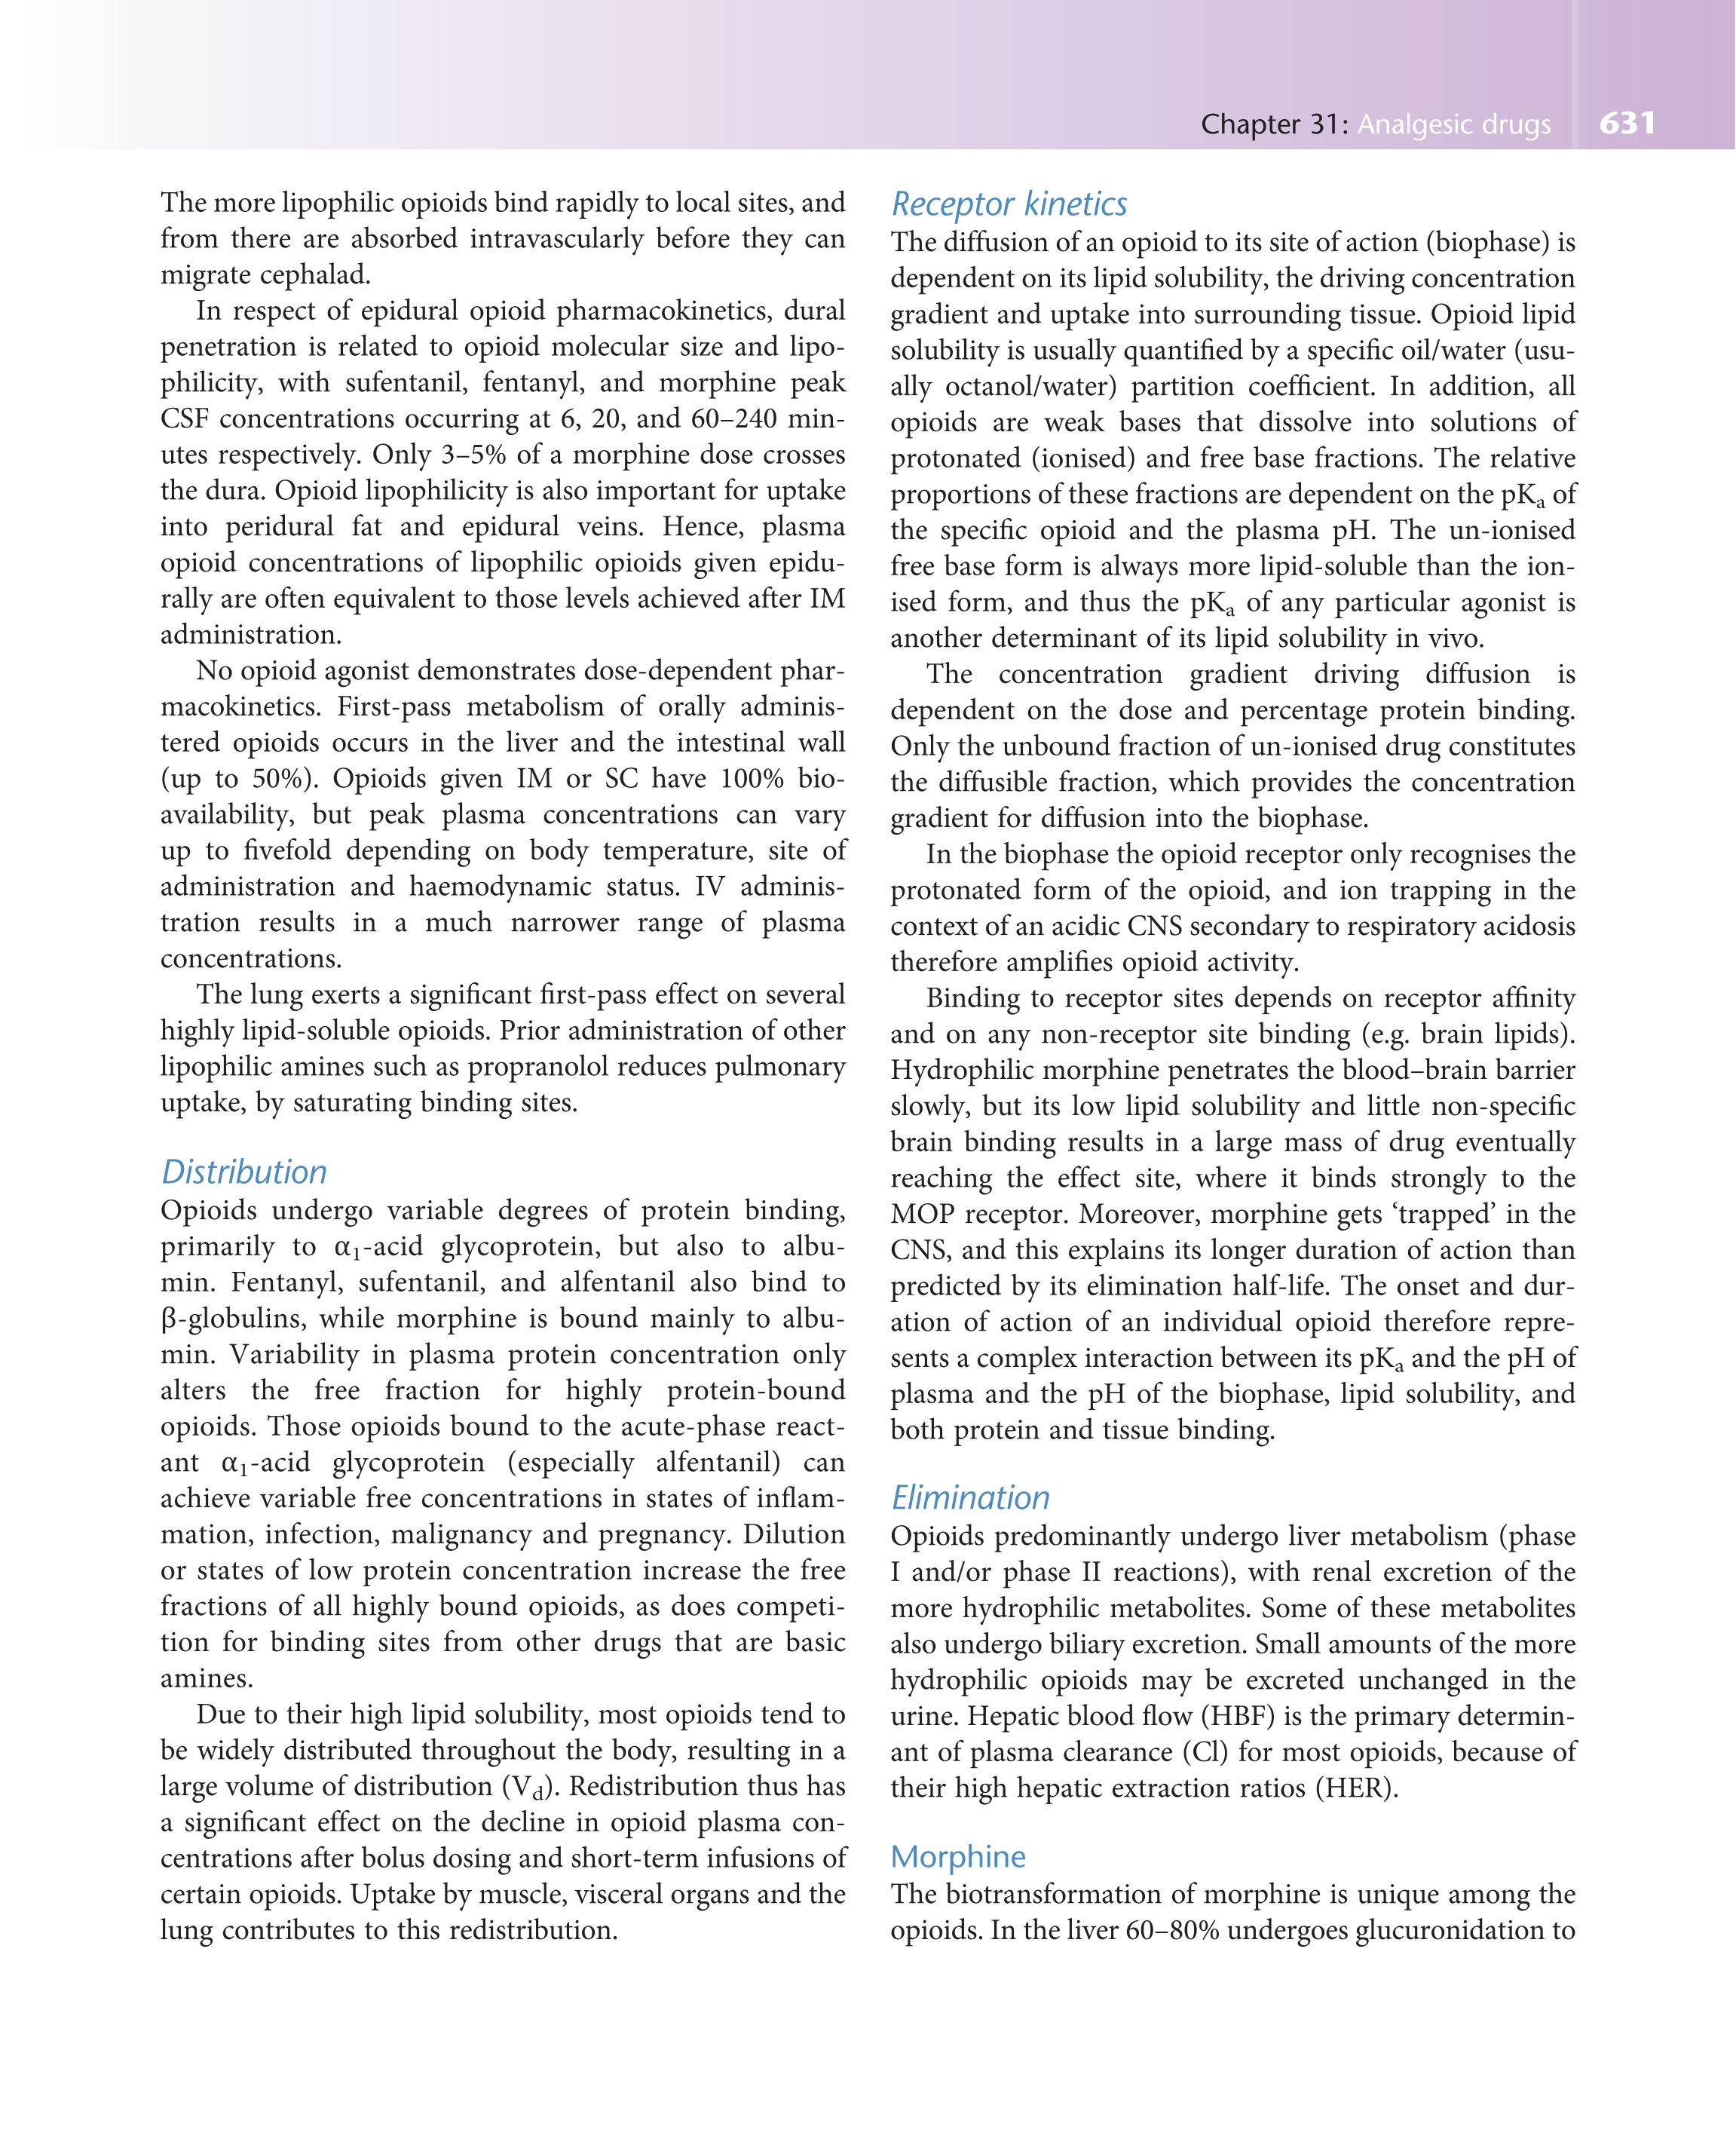 Chapter 31: Analgesic drugs 631
The more lipophilic opioids bind rapidly to local sites, and
from there are absorbed intravascularly before they can
migrate cephalad.
In respect of epidural opioid pharmacokinetics, dural
penetration is related to opioid molecular size and lipo-
philicity, with sufentanil, fentanyl, and morphine peak
CSF concentrations occurring at 6, 20, and 60–240 min-
utes respectively. Only 3–5% of a morphine dose crosses
the dura. Opioid lipophilicity is also important for uptake
into peridural fat and epidural veins. Hence, plasma
opioid concentrations of lipophilic opioids given epidu-
rally are often equivalent to those levels achieved after IM
administration.
No opioid agonist demonstrates dose-dependent phar-
macokinetics. First-pass metabolism of orally adminis-
tered opioids occurs in the liver and the intestinal wall
(up to 50%). Opioids given IM or SC have 100% bio-
availability, but peak plasma concentrations can vary
up to fivefold depending on body temperature, site of
administration and haemodynamic status. IV adminis-
tration results in a much narrower range of plasma
concentrations.
The lung exerts a significant first-pass effect on several
highly lipid-soluble opioids. Prior administration of other
lipophilic amines such as propranolol reduces pulmonary
uptake, by saturating binding sites.
Distribution
Opioids undergo variable degrees of protein binding,
primarily to α₁-acid glycoprotein, but also to albu-
min. Fentanyl, sufentanil, and alfentanil also bind to
β-globulins, while morphine is bound mainly to albu-
min. Variability in plasma protein concentration only
alters the free fraction for highly protein-bound
opioids. Those opioids bound to the acute-phase react-
ant α₁-acid glycoprotein (especially alfentanil) can
achieve variable free concentrations in states of inflam-
mation, infection, malignancy and pregnancy. Dilution
or states of low protein concentration increase the free
fractions of all highly bound opioids, as does competi-
tion for binding sites from other drugs that are basic
amines.
Due to their high lipid solubility, most opioids tend to
be widely distributed throughout the body, resulting in a
large volume of distribution (V_d). Redistribution thus has
a significant effect on the decline in opioid plasma con-
centrations after bolus dosing and short-term infusions of
certain opioids. Uptake by muscle, visceral organs and the
lung contributes to this redistribution.
Receptor kinetics
The diffusion of an opioid to its site of action (biophase) is
dependent on its lipid solubility, the driving concentration
gradient and uptake into surrounding tissue. Opioid lipid
solubility is usually quantified by a specific oil/water (usu-
ally octanol/water) partition coefficient. In addition, all
opioids are weak bases that dissolve into solutions of
protonated (ionised) and free base fractions. The relative
proportions of these fractions are dependent on the pKₐ of
the specific opioid and the plasma pH. The un-ionised
free base form is always more lipid-soluble than the ion-
ised form, and thus the pKₐ of any particular agonist is
another determinant of its lipid solubility in vivo.
The concentration gradient driving diffusion is
dependent on the dose and percentage protein binding.
Only the unbound fraction of un-ionised drug constitutes
the diffusible fraction, which provides the concentration
gradient for diffusion into the biophase.
In the biophase the opioid receptor only recognises the
protonated form of the opioid, and ion trapping in the
context of an acidic CNS secondary to respiratory acidosis
therefore amplifies opioid activity.
Binding to receptor sites depends on receptor affinity
and on any non-receptor site binding (e.g. brain lipids).
Hydrophilic morphine penetrates the blood–brain barrier
slowly, but its low lipid solubility and little non-specific
brain binding results in a large mass of drug eventually
reaching the effect site, where it binds strongly to the
MOP receptor. Moreover, morphine gets ‘trapped’ in the
CNS, and this explains its longer duration of action than
predicted by its elimination half-life. The onset and dur-
ation of action of an individual opioid therefore repre-
sents a complex interaction between its pKₐ and the pH of
plasma and the pH of the biophase, lipid solubility, and
both protein and tissue binding.
Elimination
Opioids predominantly undergo liver metabolism (phase
I and/or phase II reactions), with renal excretion of the
more hydrophilic metabolites. Some of these metabolites
also undergo biliary excretion. Small amounts of the more
hydrophilic opioids may be excreted unchanged in the
urine. Hepatic blood flow (HBF) is the primary determin-
ant of plasma clearance (Cl) for most opioids, because of
their high hepatic extraction ratios (HER).
Morphine
The biotransformation of morphine is unique among the
opioids. In the liver 60–80% undergoes glucuronidation to